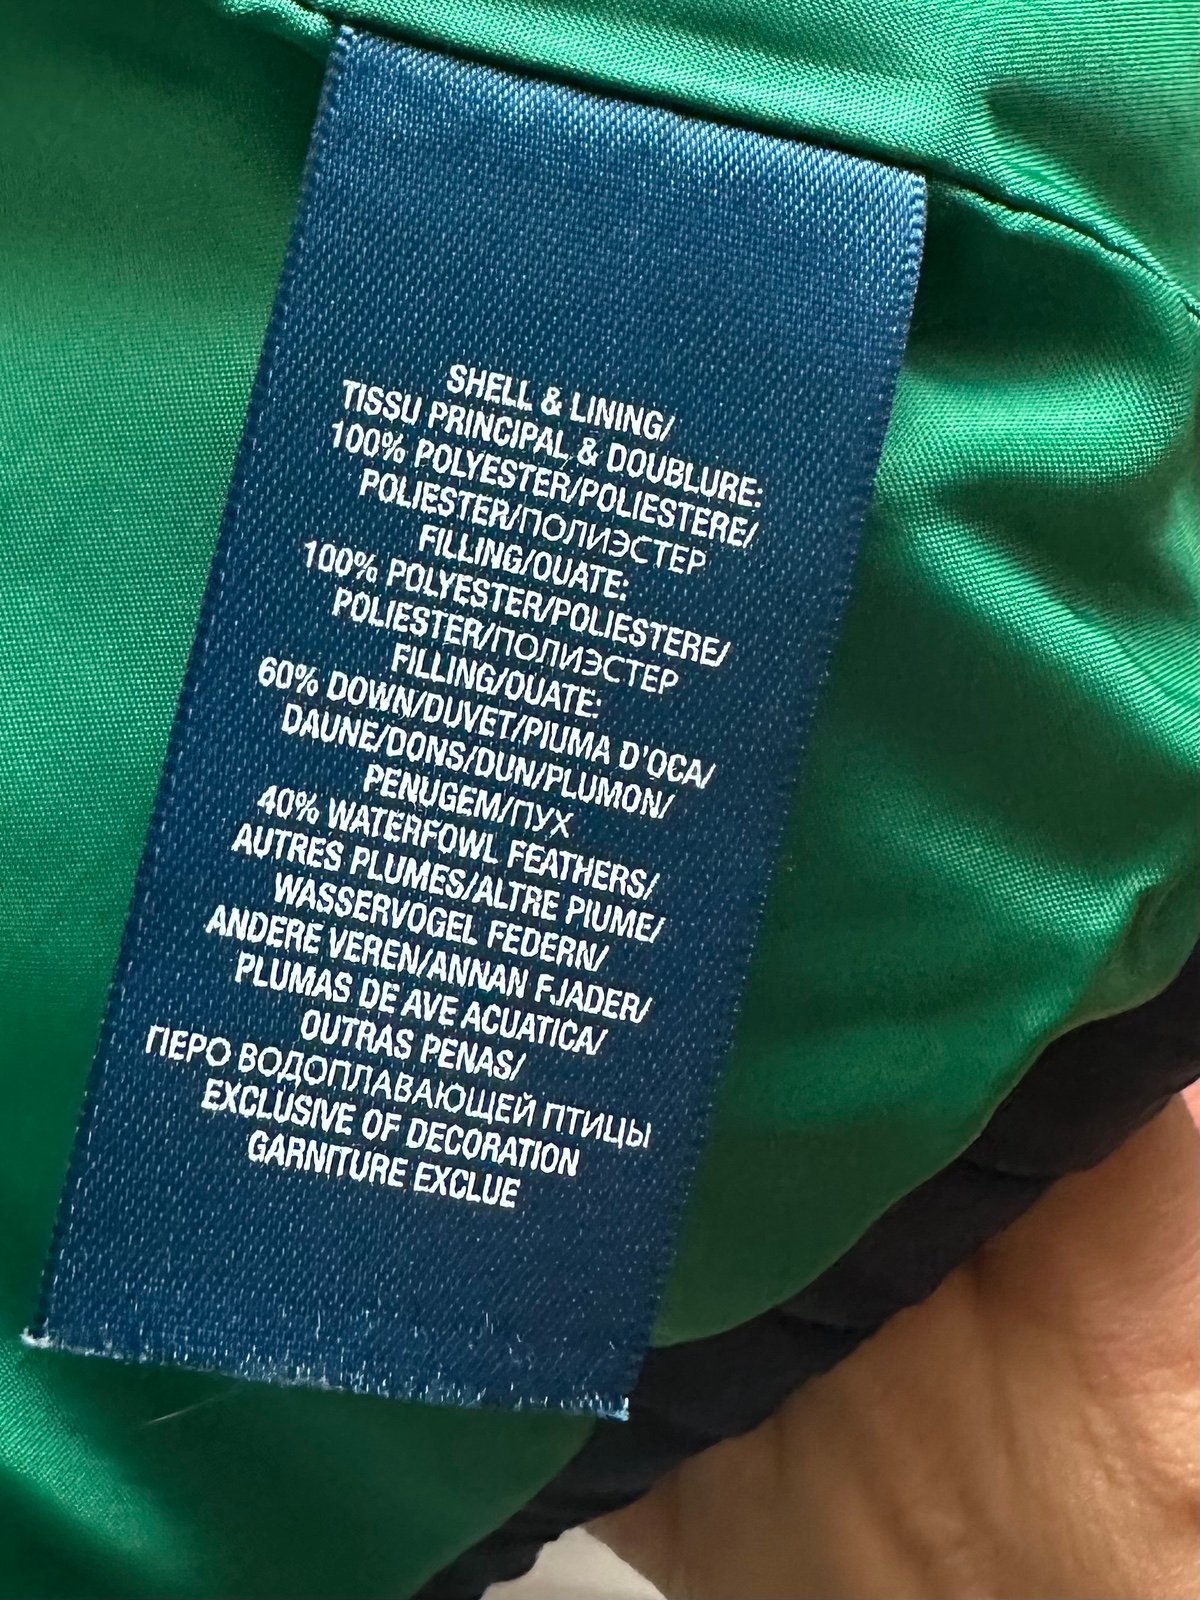 SHELL & LINING/
TISSU PRINCIPAL & DOUBLURE:
100% POLYESTER/POLIESTERE/
POLIESTER/ПОЛИЭСТЕР
FILLING/OUATE:
100% POLYESTER/POLIESTERE/
POLIESTER/ПОЛИЭСТЕР
FILLING/OUATE:
60% DOWN/DUVET/PIUMA D'OCA/
DAUNE/DONS/DUN/PLUMON/
PENUGEM/ПУХ
40% WATERFOWL FEATHERS/
AUTRES PLUMES/ALTRE PIUME/
WASSERVOGEL FEDERN/
ANDERE VEREN/ANNAN FJADER/
PLUMAS DE AVE ACUATICA/
OUTRAS PENAS/
ПЕРО ВОДОПЛАВАЮЩЕЙ ПТИЦЫ
EXCLUSIVE OF DECORATION
GARNITURE EXCLUE